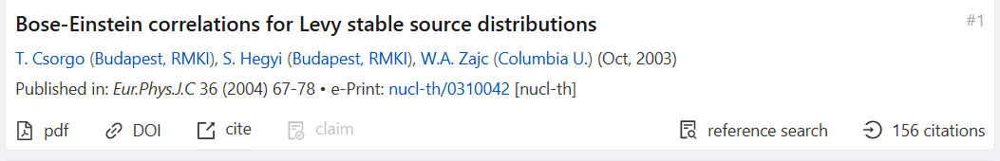 Bose-Einstein correlations for Levy stable source distributions #1
T. Csorgo (Budapest, RMKI), S. Hegyi (Budapest, RMKI), W.A. Zajc (Columbia U.) (Oct, 2003)
Published in: Eur.Phys.J.C 36 (2004) 67-78 • e-Print: nucl-th/0310042 [nucl-th]
pdf DOI cite claim reference search 156 citations